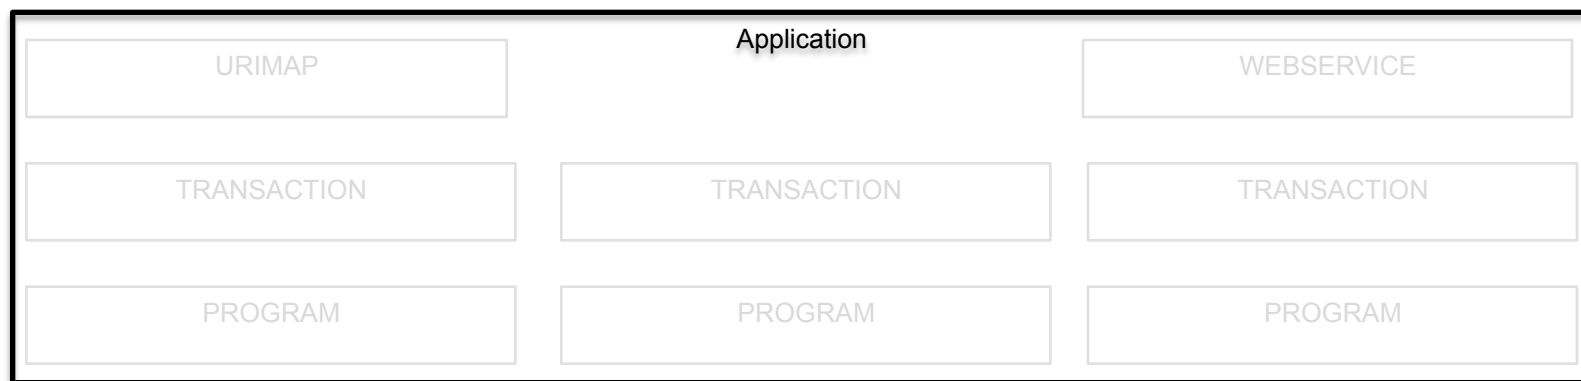 Application
URIMAP
WEBSERVICE
TRANSACTION
TRANSACTION
TRANSACTION
PROGRAM
PROGRAM
PROGRAM